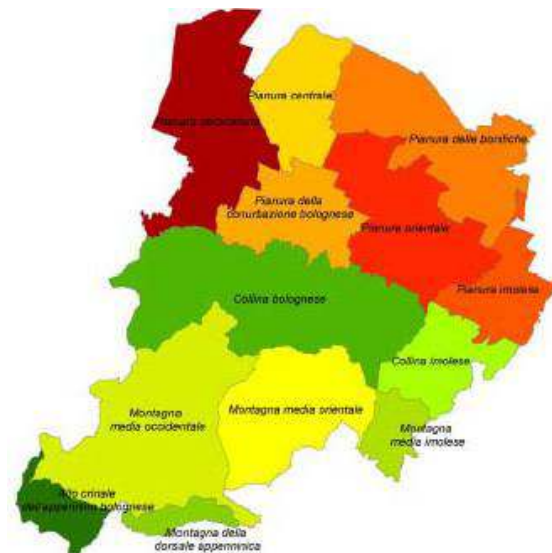 Pianura centrale
Pianura occidentale
Pianura delle bonifiche
Pianura della
conurbazione bolognese
Pianura orientale
Pianura imolese
Collina bolognese
Collina imolese
Montagna
media occidentale
Montagna media orientale
Montagna
media imolese
Alto crinale
dell'appennino bolognese
Montagna della
dorsale appenninica